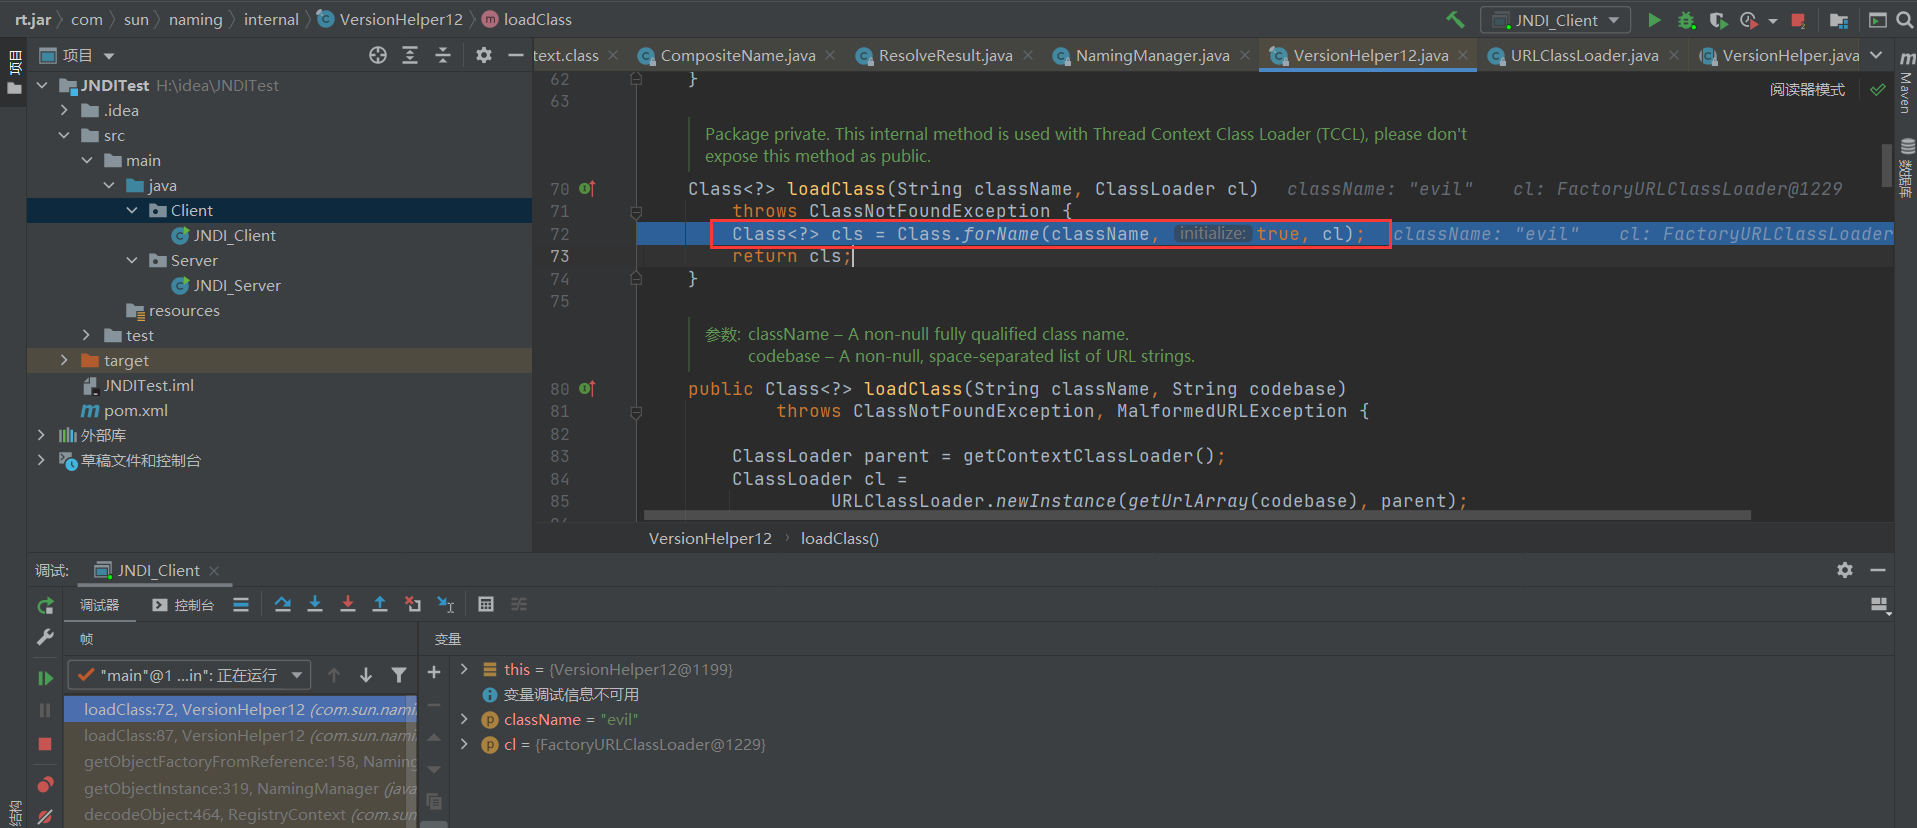 rt.jar com sun naming internal VersionHelper12 loadClass
JNDI_Client
项目
text.class CompositeName.java ResolveResult.java NamingManager.java VersionHelper12.java URLClassLoader.java VersionHelper.java
项目
Maven
数据库
结构
JNDITest H:\idea\JNDITest
.idea
src
main
java
Client
JNDI_Client
Server
JNDI_Server
resources
test
target
JNDITest.iml
pom.xml
外部库
草稿文件和控制台
阅读器模式
62 }
63
Package private. This internal method is used with Thread Context Class Loader (TCCL), please don't
expose this method as public.
70 Class<?> loadClass(String className, ClassLoader cl) className: "evil" cl: FactoryURLClassLoader@1229
71 throws ClassNotFoundException {
72 Class<?> cls = Class.forName(className, initialize: true, cl); className: "evil" cl: FactoryURLClassLoader
73 return cls;
74 }
75
参数: className – A non-null fully qualified class name.
codebase – A non-null, space-separated list of URL strings.
80 public Class<?> loadClass(String className, String codebase)
81 throws ClassNotFoundException, MalformedURLException {
82
83 ClassLoader parent = getContextClassLoader();
84 ClassLoader cl =
85 URLClassLoader.newInstance(getUrlArray(codebase), parent);
VersionHelper12 loadClass()
调试: JNDI_Client
调试器 控制台
帧
变量
"main"@1 ...in": 正在运行
loadClass:72, VersionHelper12 (com.sun.nami
loadClass:87, VersionHelper12 (com.sun.nami
getObjectFactoryFromReference:158, Naming
getObjectInstance:319, NamingManager (java
decodeObject:464, RegistryContext (com.sun
this = {VersionHelper12@1199}
变量调试信息不可用
className = "evil"
cl = {FactoryURLClassLoader@1229}